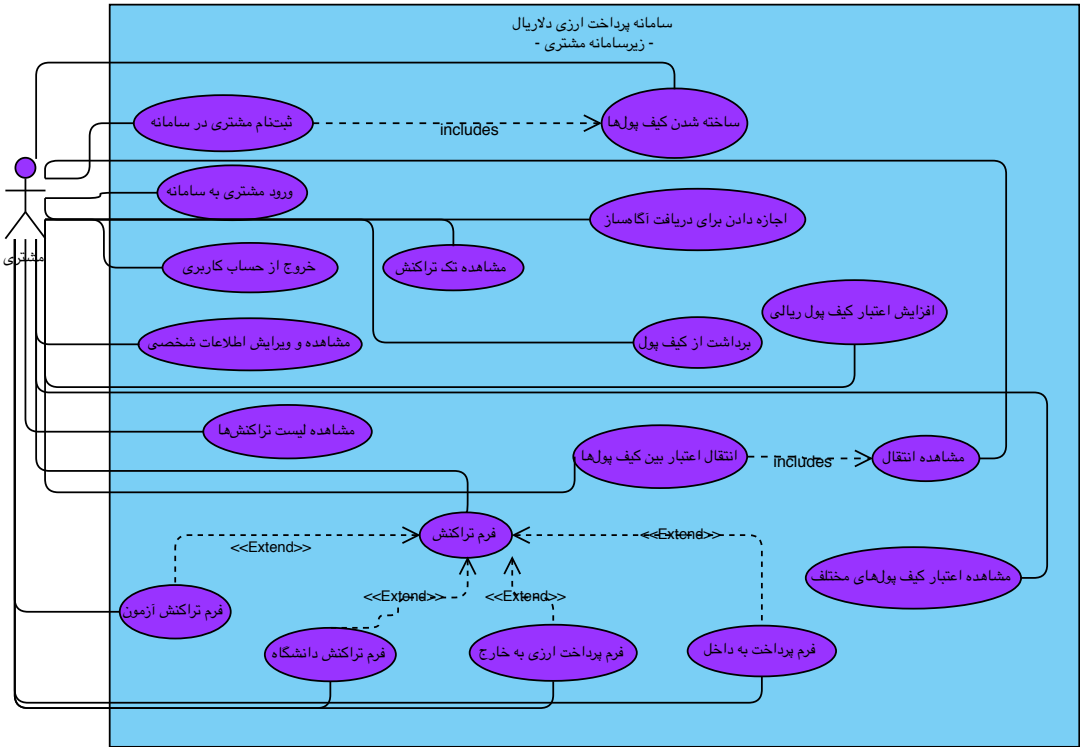 سامانه پرداخت ارزی دلاریال
- زیرسامانه مشتری -
ثبت‌نام مشتری در سامانه
includes
ساخته شدن کیف پول‌ها
ورود مشتری به سامانه
اجازه دادن برای دریافت آگاه‌ساز
مشتری
خروج از حساب کاربری
مشاهده تک تراکنش
افزایش اعتبار کیف پول ریالی
مشاهده و ویرایش اطلاعات شخصی
برداشت از کیف پول
مشاهده لیست تراکنش‌ها
انتقال اعتبار بین کیف پول‌ها
includes
مشاهده انتقال
فرم تراکنش
<<Extend>>
<<Extend>>
مشاهده اعتبار کیف پول‌های مختلف
<<Extend>>
<<Extend>>
فرم تراکنش آزمون
فرم تراکنش دانشگاه
فرم پرداخت ارزی به خارج
فرم پرداخت به داخل